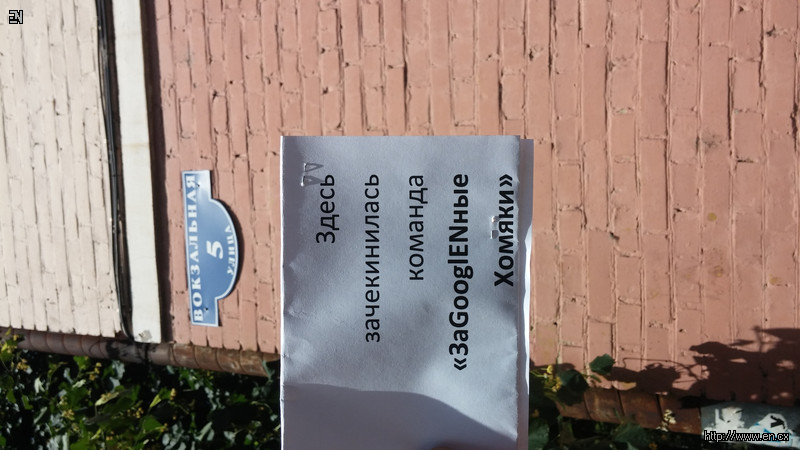 EN
ВОКЗАЛЬНАЯ
5
УЛИЦА
Здесь
зачекинилась
команда
«ЗаGooglENные
Хомяки»
http://www.en.cx